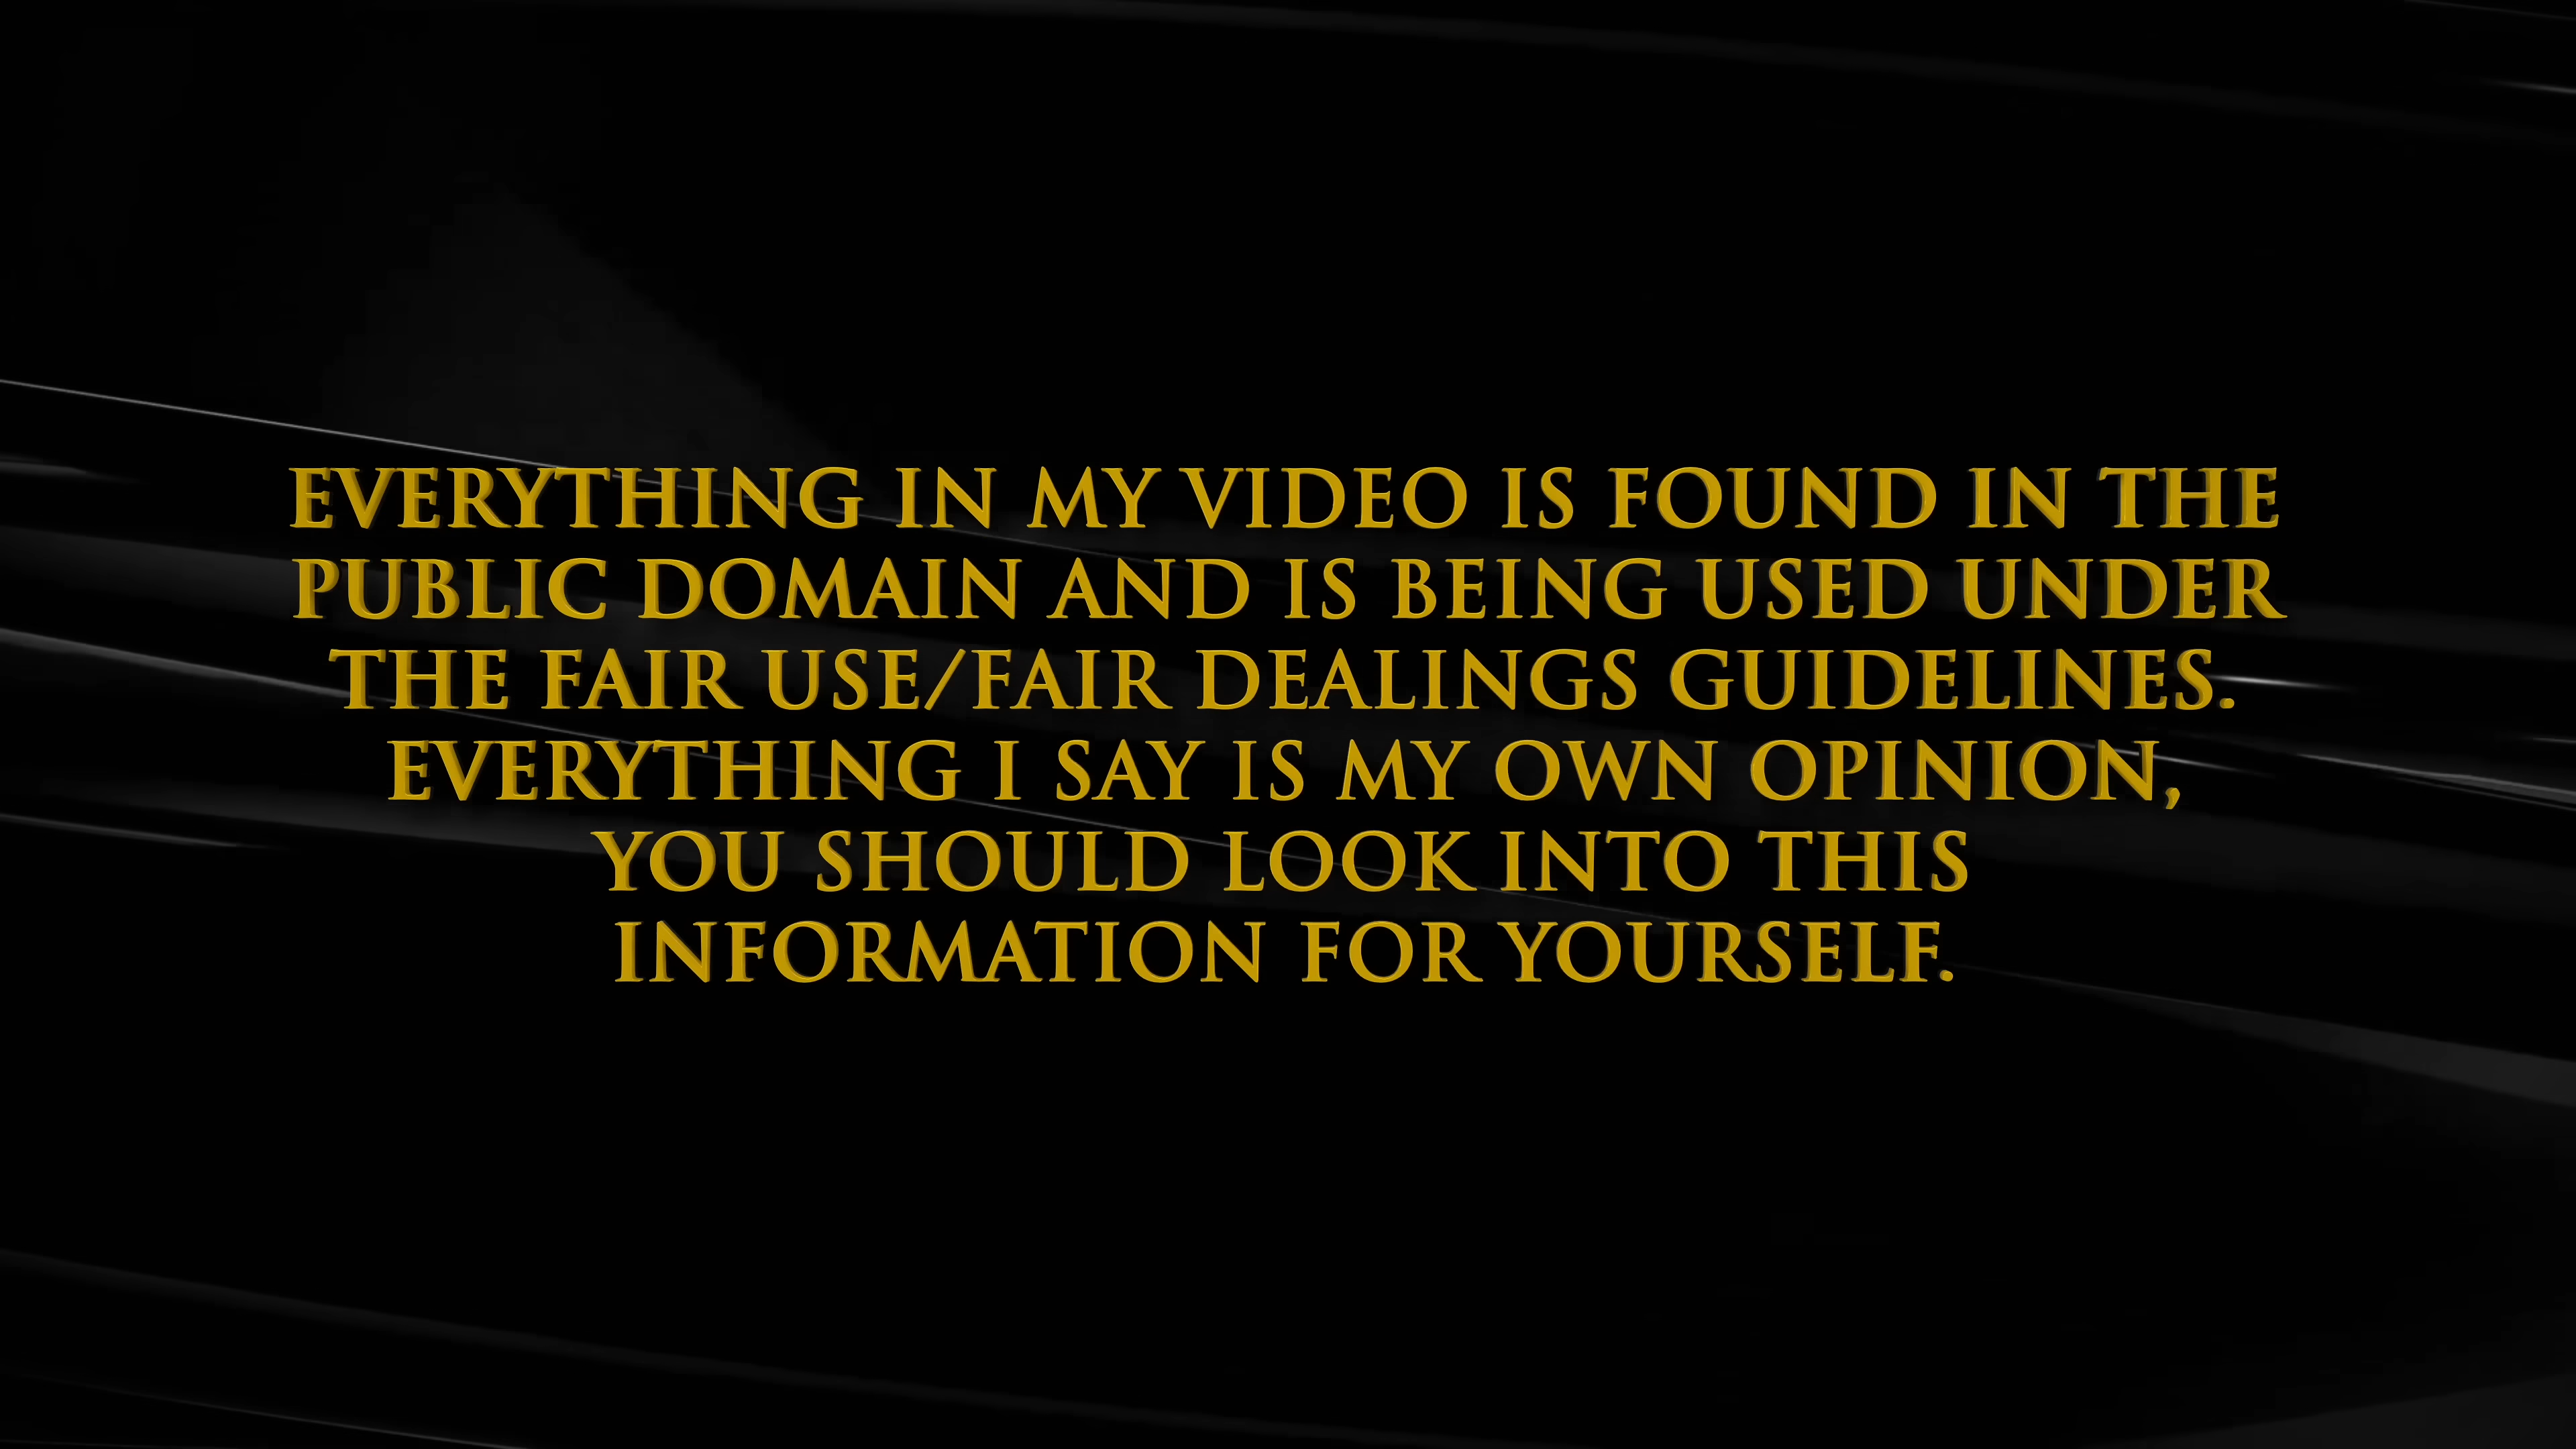 EVERYTHING IN MY VIDEO IS FOUND IN THE
PUBLIC DOMAIN AND IS BEING USED UNDER
THE FAIR USE/FAIR DEALINGS GUIDELINES.
EVERYTHING I SAY IS MY OWN OPINION,
YOU SHOULD LOOK INTO THIS
INFORMATION FOR YOURSELF.